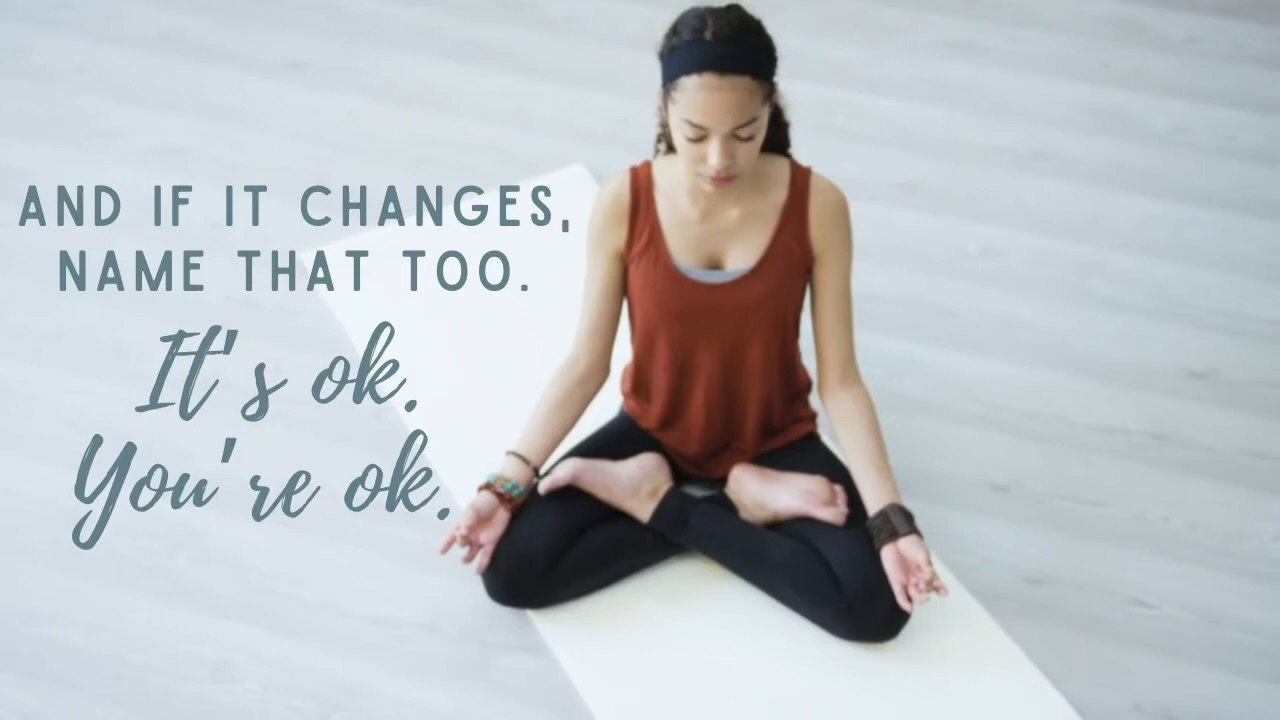 AND IF IT CHANGES,
NAME THAT TOO.
It's ok.
You're ok.